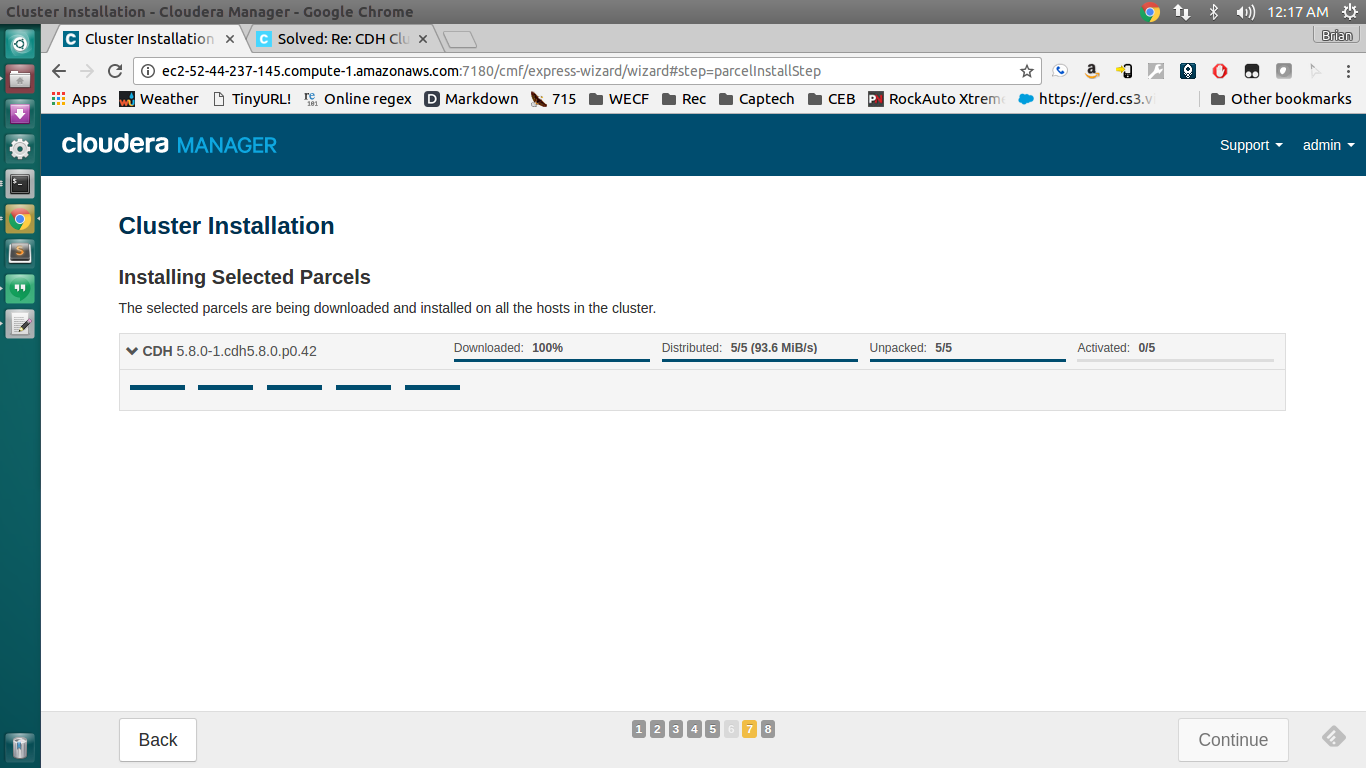 Cluster Installation - Cloudera Manager - Google Chrome
12:17 AM
Cluster Installation
Solved: Re: CDH Clu
Brian
ec2-52-44-237-145.compute-1.amazonaws.com:7180/cmf/express-wizard/wizard#step=parcelInstallStep
Apps Weather TinyURL! Online regex Markdown 715 WECF Rec Captech CEB RockAuto Xtreme https://erd.cs3.v Other bookmarks
cloudera MANAGER
Support admin
Cluster Installation
Installing Selected Parcels
The selected parcels are being downloaded and installed on all the hosts in the cluster.
CDH 5.8.0-1.cdh5.8.0.p0.42 Downloaded: 100% Distributed: 5/5 (93.6 MiB/s) Unpacked: 5/5 Activated: 0/5
Back 1 2 3 4 5 6 7 8 Continue